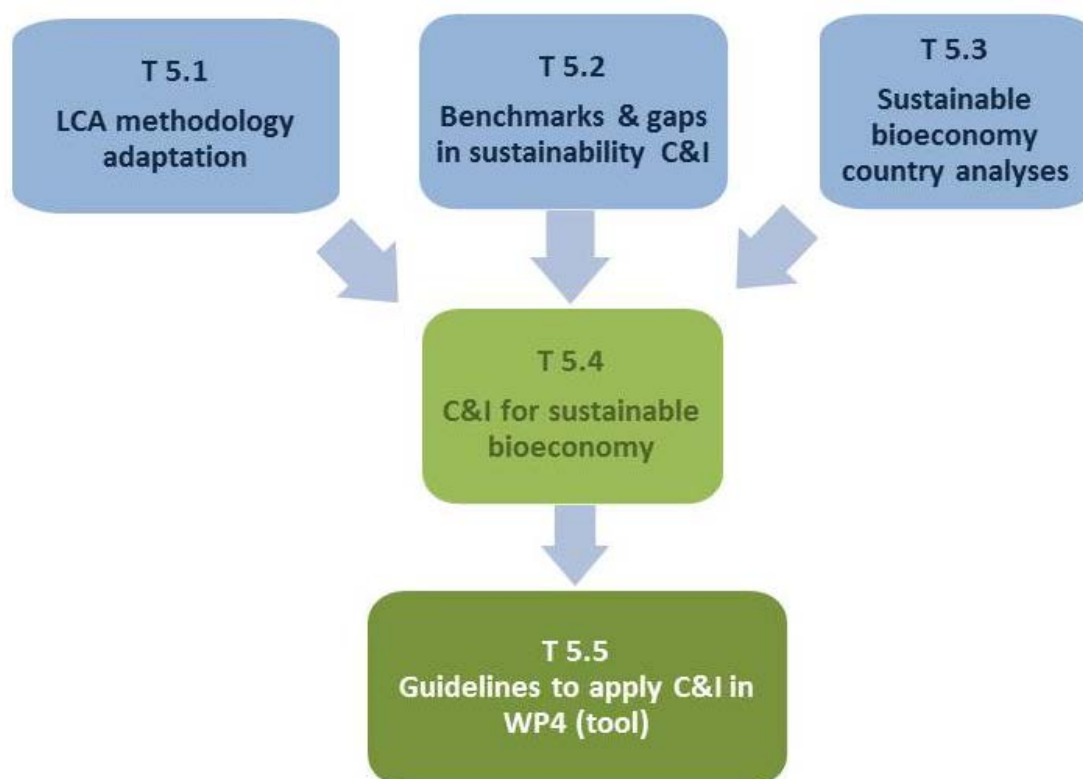 T 5.1
LCA methodology
adaptation
T 5.2
Benchmarks & gaps
in sustainability C&I
T 5.3
Sustainable
bioeconomy
country analyses
T 5.4
C&I for sustainable
bioeconomy
T 5.5
Guidelines to apply C&I in
WP4 (tool)